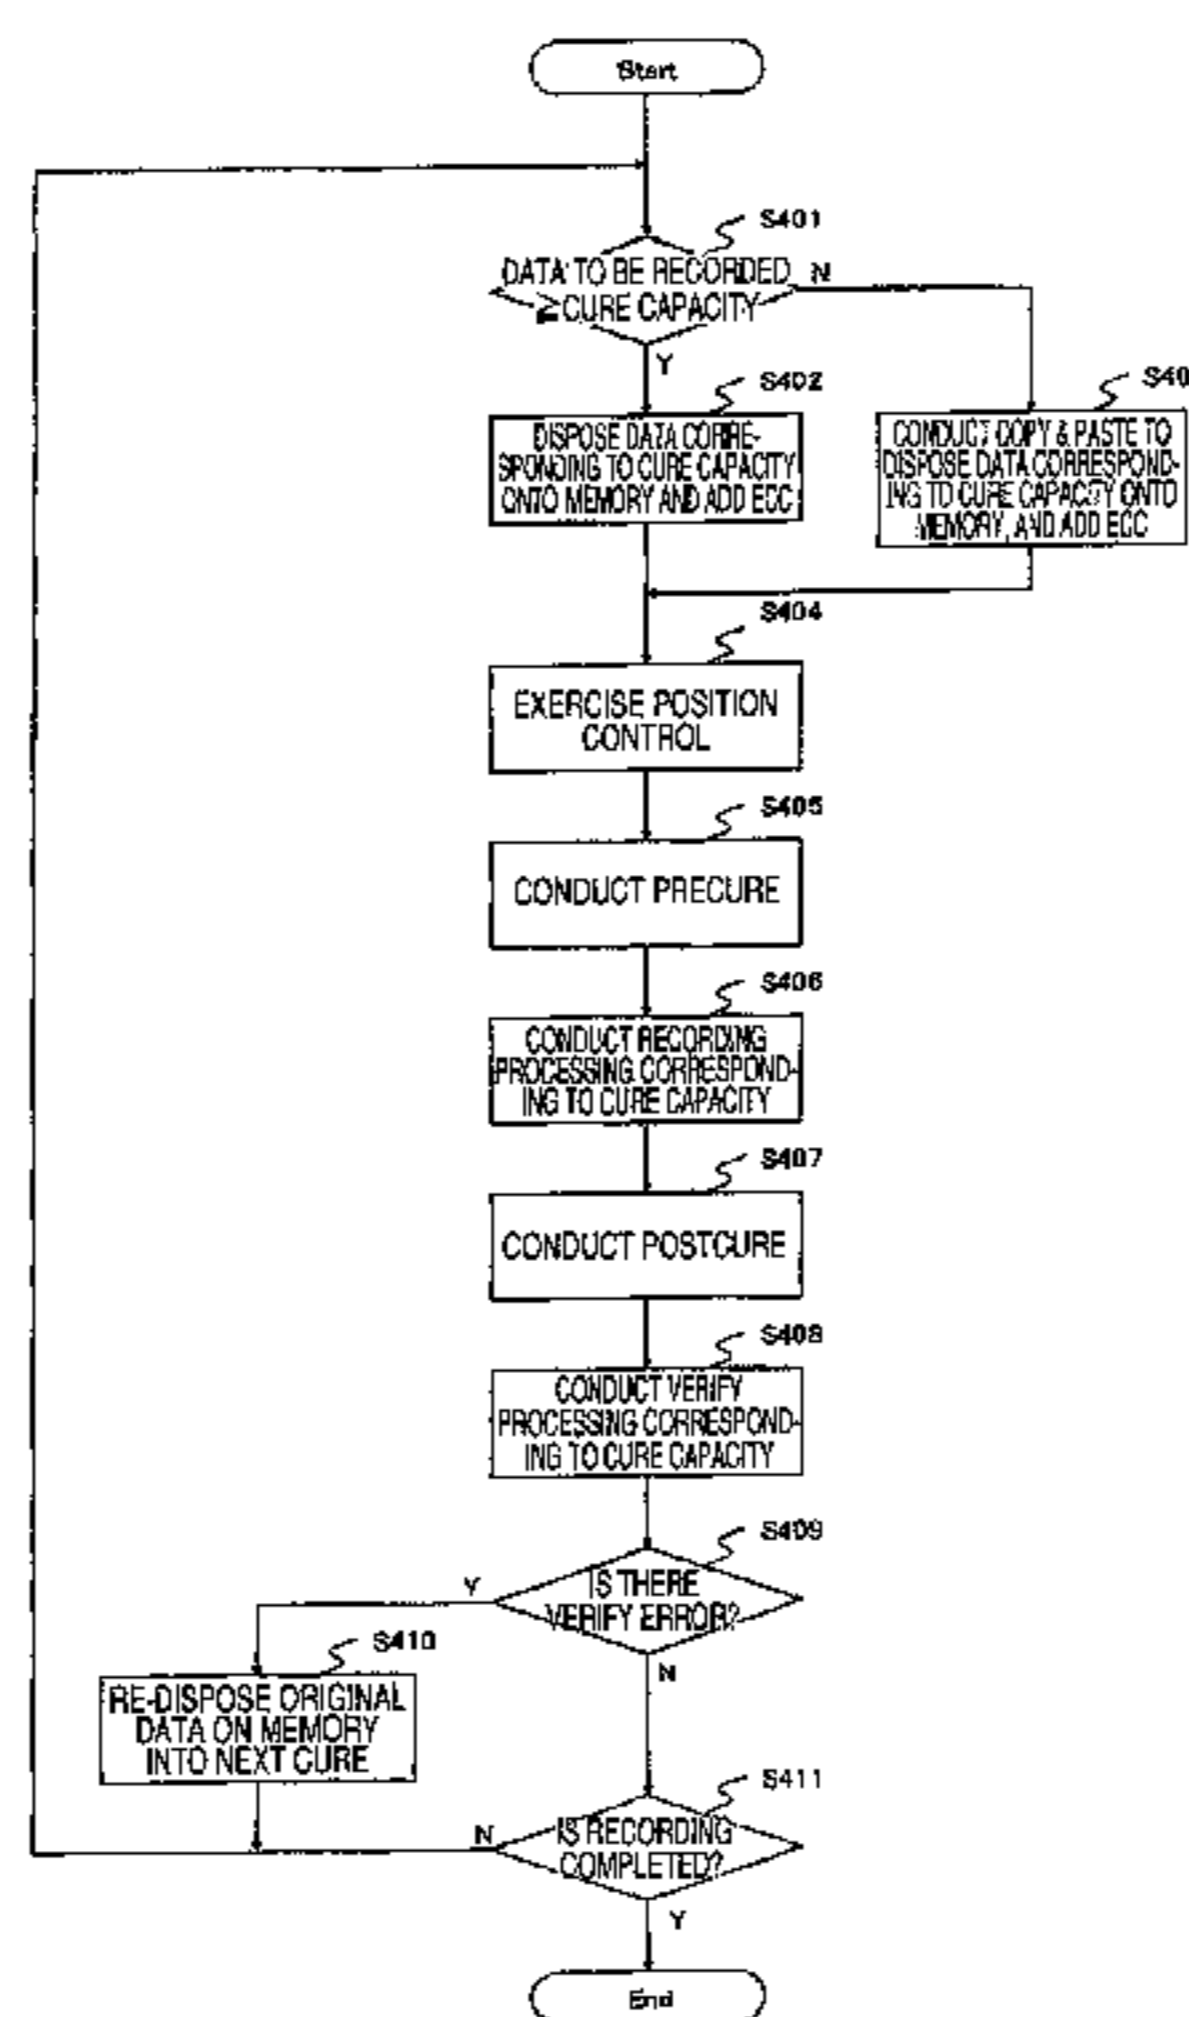 Start
S401
DATA TO BE RECORDED
≧ CURE CAPACITY
N
Y
S402
DISPOSE DATA CORRE-
SPONDING TO CURE CAPACITY
ONTO MEMORY AND ADD ECC
S40
CONDUCT COPY & PASTE TO
DISPOSE DATA CORRESPOND-
ING TO CURE CAPACITY ONTO
MEMORY, AND ADD ECC
S404
EXERCISE POSITION
CONTROL
S405
CONDUCT PRECURE
S406
CONDUCT RECORDING
PROCESSING CORRESPOND-
ING TO CURE CAPACITY
S407
CONDUCT POSTCURE
S408
CONDUCT VERIFY
PROCESSING CORRESPOND-
ING TO CURE CAPACITY
S409
IS THERE
VERIFY ERROR?
Y
N
S410
RE-DISPOSE ORIGINAL
DATA ON MEMORY
INTO NEXT CURE
S411
IS RECORDING
COMPLETED?
N
Y
End